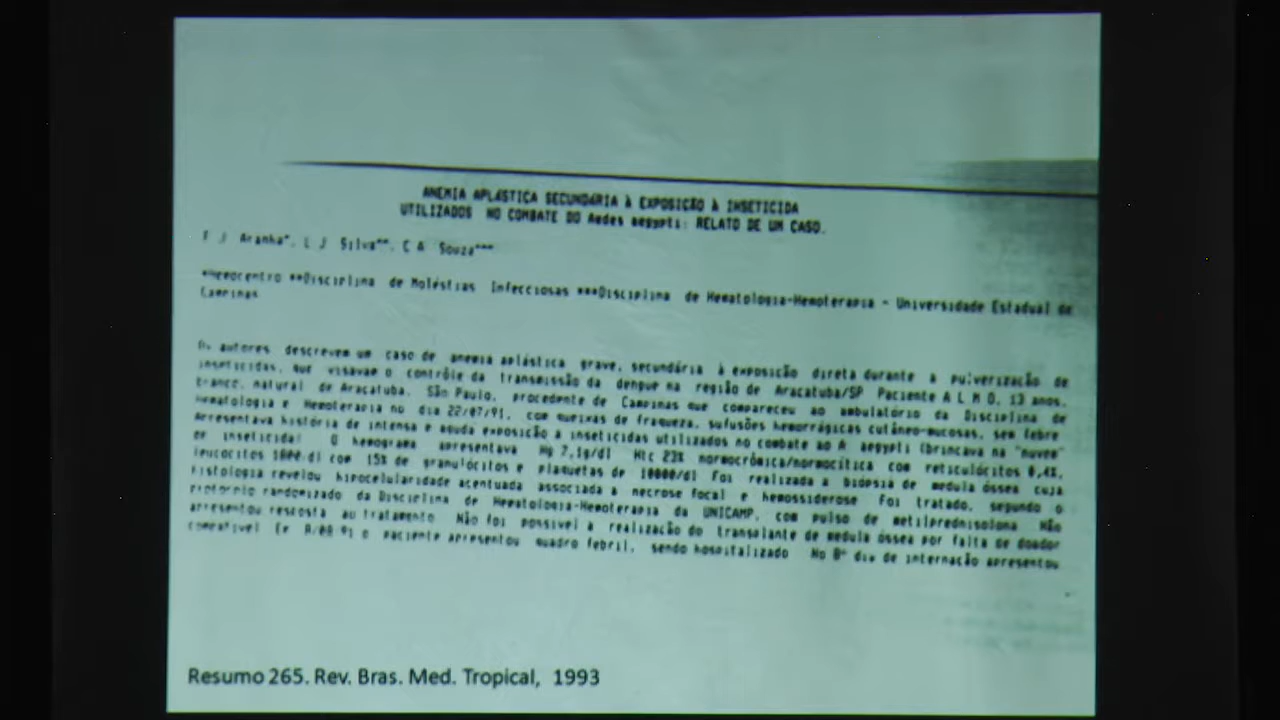 ANEMIA APLÁSTICA SECUNDÁRIA À EXPOSIÇÃO À INSETICIDA
UTILIZADOS NO COMBATE DO Aedes aegypti: RELATO DE UM CASO.
F J Aranha*, L J Silva**, C A Souza***
*Hemocentro **Disciplina de Moléstias Infecciosas ***Disciplina de Hematologia-Hemoterapia - Universidade Estadual de
Campinas
Os autores descrevem um caso de anemia aplástica grave, secundária à exposição direta durante a pulverização de
inseticidas, que visavam o contrôle da transmissão da dengue na região de Aracatuba/SP Paciente A L M O, 13 anos,
branco, natural de Aracatuba, São Paulo, procedente de Campinas que compareceu ao ambulatório da Disciplina de
Hematologia e Hemoterapia no dia 22/07/91, com queixas de fraqueza, sufusões hemorrágicas cutâneo-mucosas, sem febre
Apresentava história de intensa e aguda exposição a inseticidas utilizados no combate ao A aegypti (brincava na "nuvem"
de inseticida) O hemograma apresentava Hg 7,1g/dl Htc 23% normocrômica/normocítica com reticulócitos 0,4%,
leucócitos com 15% de granulócitos e plaquetas de 10000/dl Foi realizada a biópsia de medula óssea cuja
histologia revelou hipocelularidade acentuada associada a necrose focal e hemossiderose Foi tratado, segundo o
protocolo randomizado da Disciplina de Hematologia-Hemoterapia da UNICAMP, com pulso de metilprednisolona Não
apresentou resposta ao tratamento Não foi possível a realização do transplante de medula óssea por falta de doador
compatível o paciente apresentou quadro febril, sendo hospitalizado No 8º dia de internação apresentou
Resumo 265. Rev. Bras. Med. Tropical, 1993